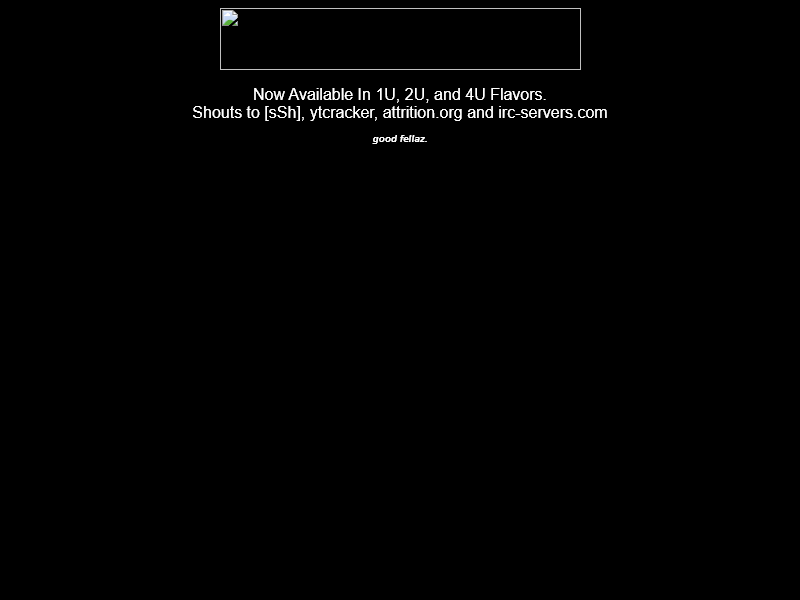 Now Available In 1U, 2U, and 4U Flavors.
Shouts to [sSh], ytcracker, attrition.org and irc-servers.com
good fellaz.